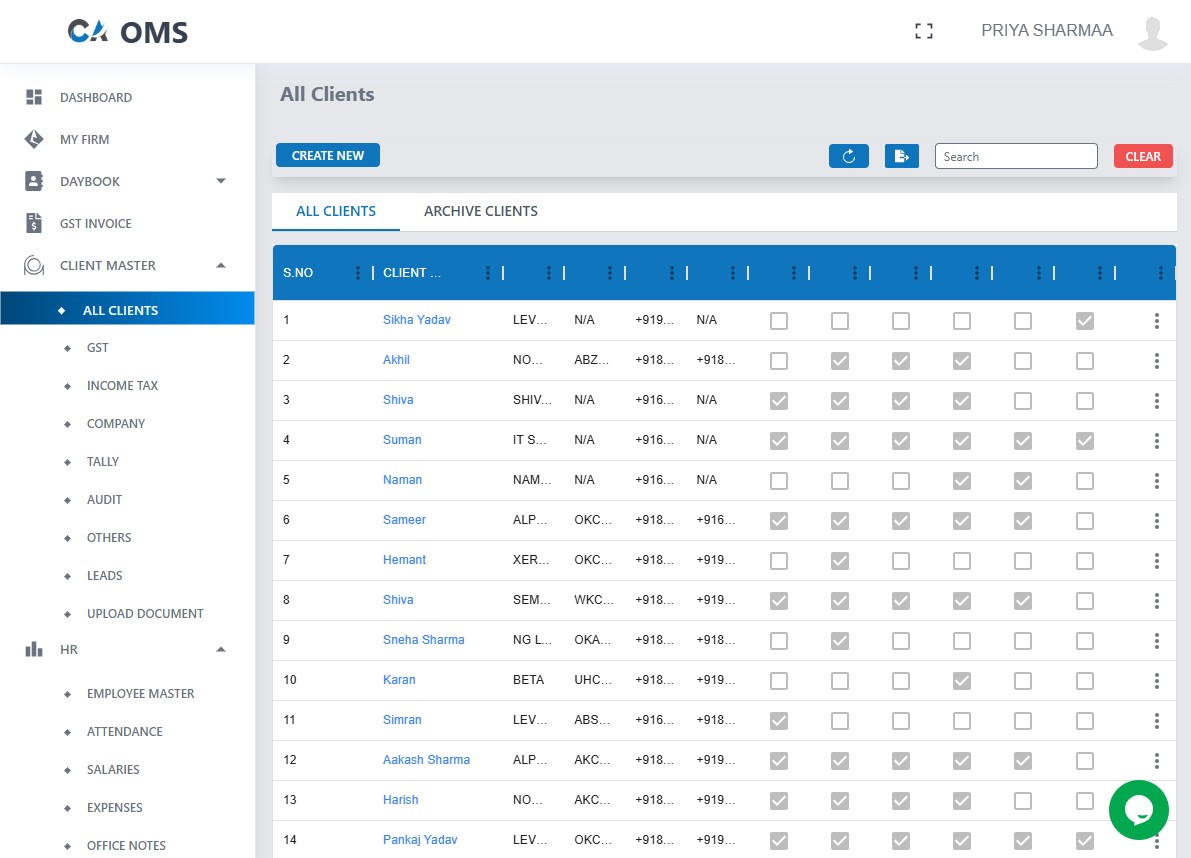 CA OMS
PRIYA SHARMAA
DASHBOARD
MY FIRM
DAYBOOK
GST INVOICE
CLIENT MASTER
ALL CLIENTS
GST
INCOME TAX
COMPANY
TALLY
AUDIT
OTHERS
LEADS
UPLOAD DOCUMENT
HR
EMPLOYEE MASTER
ATTENDANCE
SALARIES
EXPENSES
OFFICE NOTES
All Clients
CREATE NEW
Search
CLEAR
ALL CLIENTS ARCHIVE CLIENTS
S.NO CLIENT ...
1 Sikha Yadav LEV... N/A +919... N/A
2 Akhil NO... ABZ... +918... +918...
3 Shiva SHIV... N/A +916... N/A
4 Suman IT S... N/A +916... N/A
5 Naman NAM... N/A +916... N/A
6 Sameer ALP... OKC... +918... +916...
7 Hemant XER... OKC... +918... +919...
8 Shiva SEM... WKC... +918... +919...
9 Sneha Sharma NG L... OKA... +918... +918...
10 Karan BETA UHC... +918... +919...
11 Simran LEV... ABS... +916... +918...
12 Aakash Sharma ALP... AKC... +918... +919...
13 Harish NO... AKC... +918... +919...
14 Pankaj Yadav LEV... OKC... +918... +919...